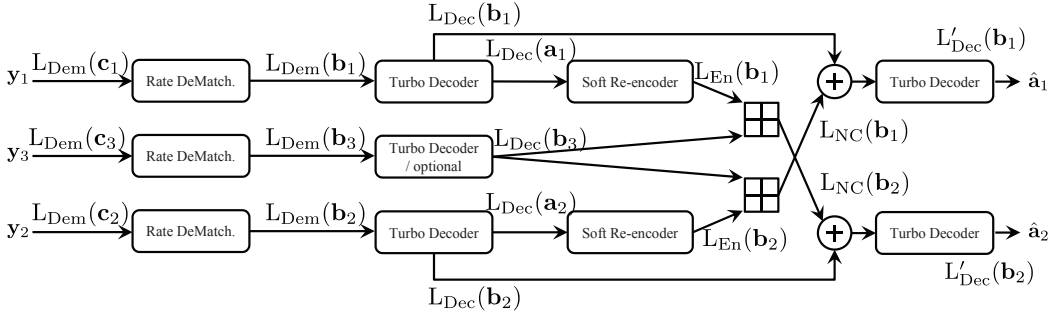 L_Dec(b_1)
y_1 L_Dem(c_1) Rate DeMatch. L_Dem(b_1) Turbo Decoder L_Dec(a_1) Soft Re-encoder L_En(b_1) + L'_Dec(b_1) Turbo Decoder â_1
L_NC(b_1)
y_3 L_Dem(c_3) Rate DeMatch. L_Dem(b_3) Turbo Decoder L_Dec(b_3)
/ optional
L_NC(b_2)
y_2 L_Dem(c_2) Rate DeMatch. L_Dem(b_2) Turbo Decoder L_Dec(a_2) Soft Re-encoder L_En(b_2) + Turbo Decoder â_2
L'_Dec(b_2)
L_Dec(b_2)